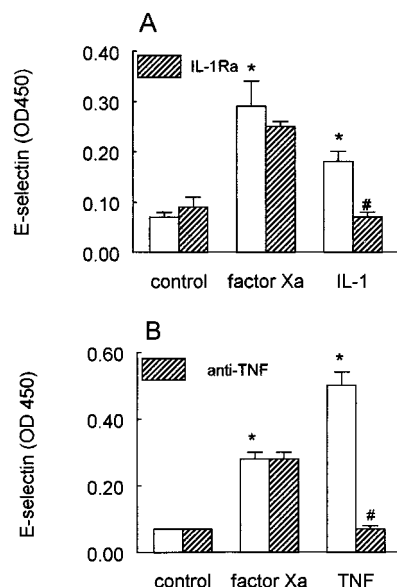 A
E-selectin (OD450)
0.40
0.30
0.20
0.10
0.00
IL-1Ra
*
*
#
control factor Xa IL-1
B
E-selectin (OD 450)
0.60
0.40
0.20
0.00
anti-TNF
*
*
#
control factor Xa TNF